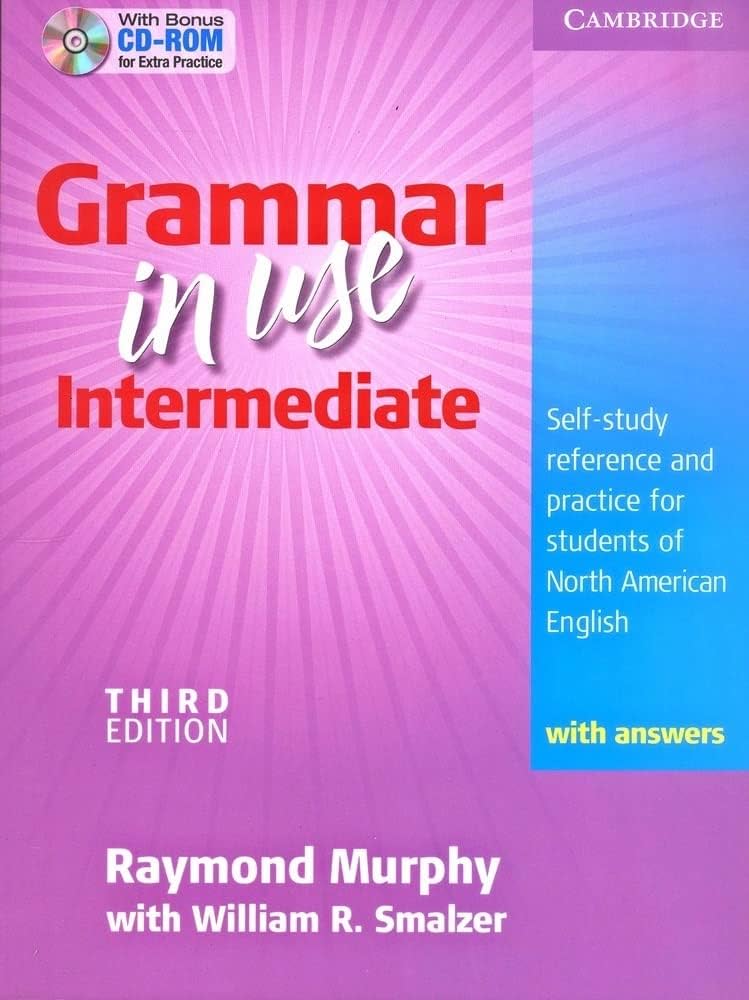 With Bonus
CD-ROM
for Extra Practice
CAMBRIDGE
Grammar
in use
Intermediate
Self-study
reference and
practice for
students of
North American
English
with answers
THIRD
EDITION
Raymond Murphy
with William R. Smalzer